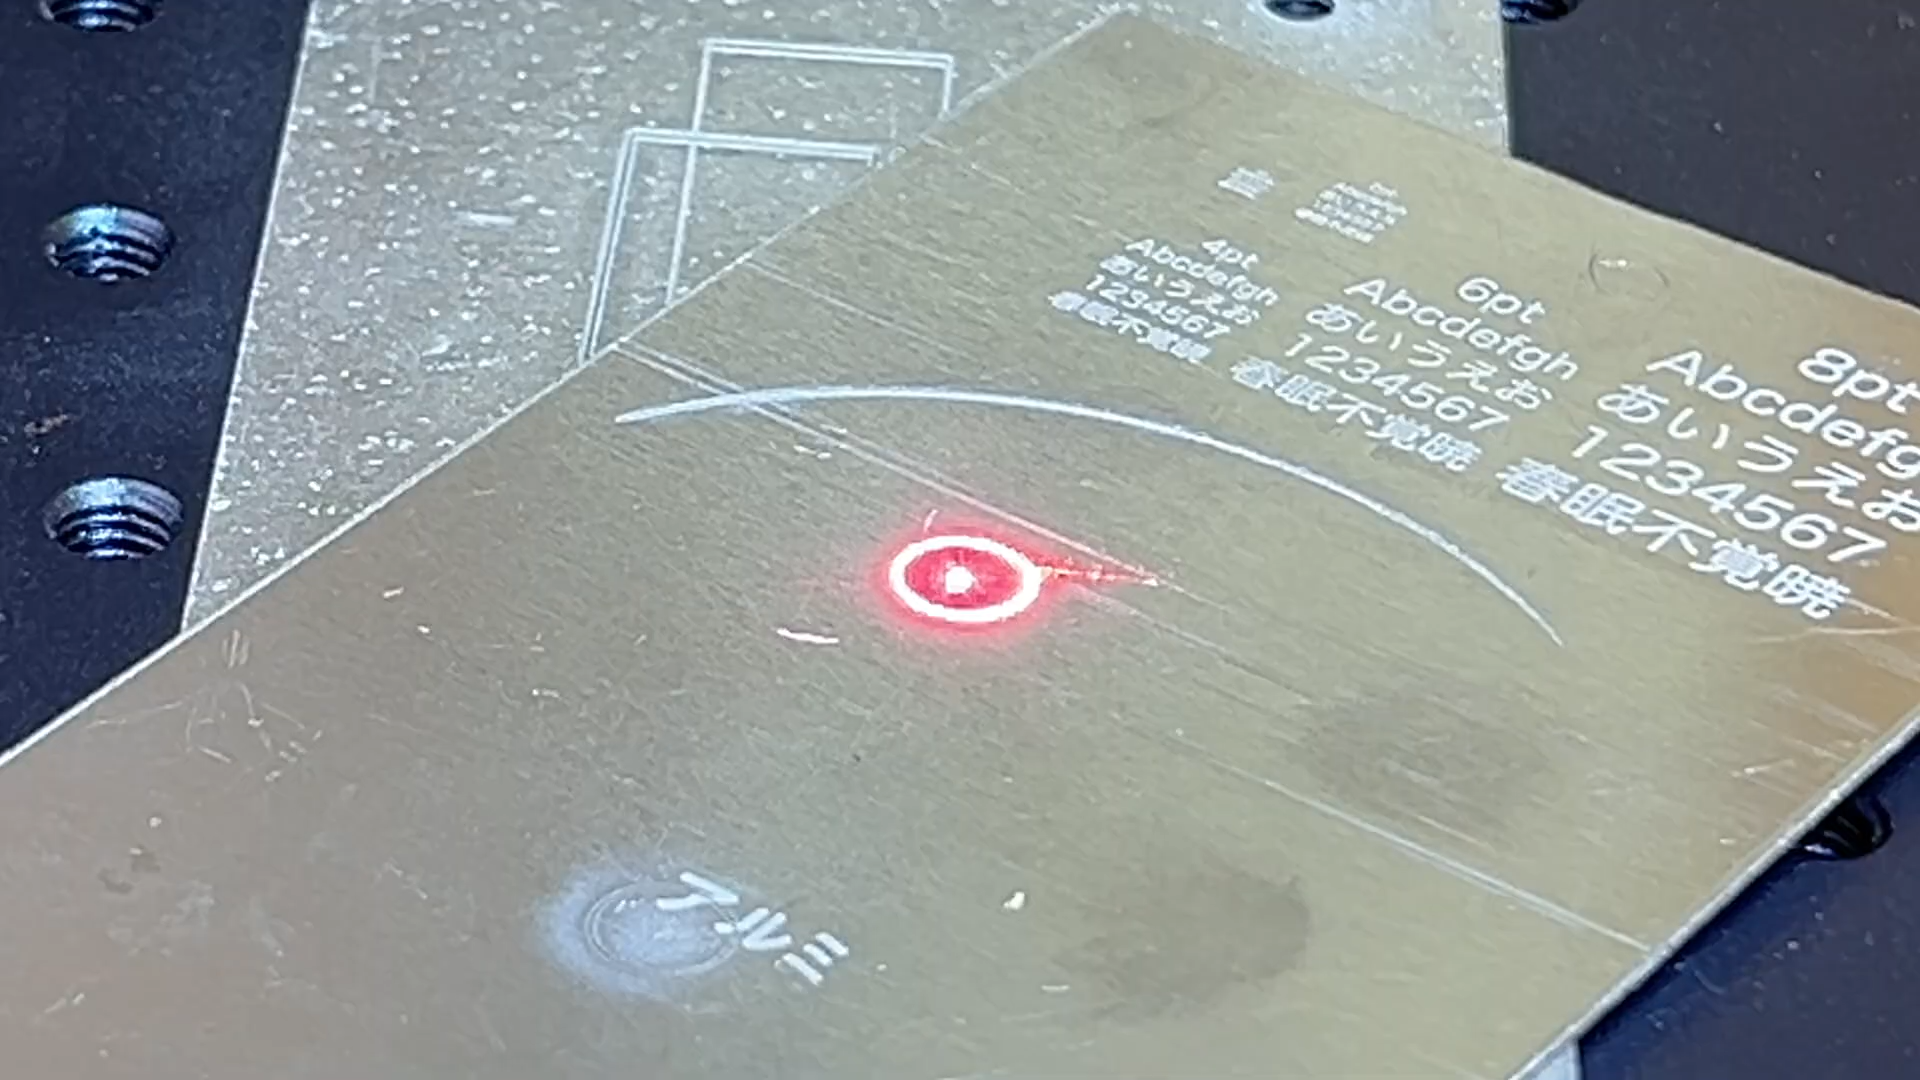 4pt
Abcdefgh
あいうえお
1234567
春眠不覚暁
6pt
Abcdefgh
あいうえお
1234567
春眠不覚暁
8pt
Abcdefg
あいうえお
1234567
春眠不覚暁
アルミ